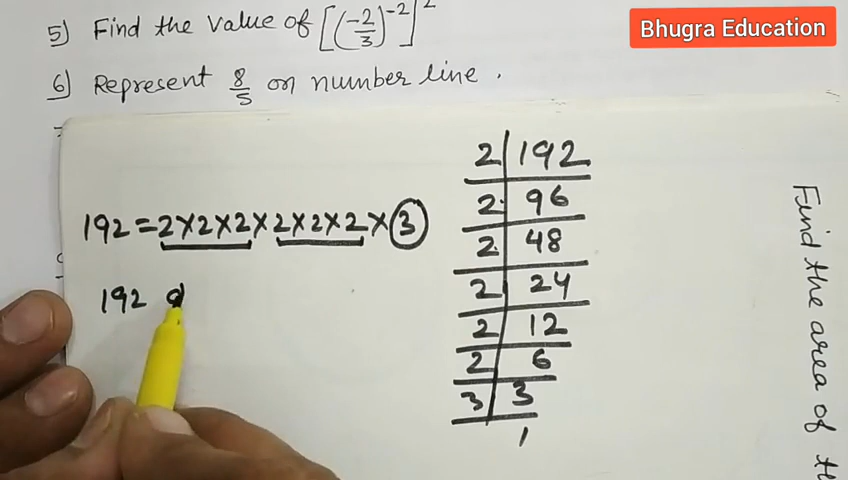 5) Find the value of [(-2/3)^-2]^2
Bhugra Education
6) Represent 8/5 on number line.
192 = 2×2×2×2×2×2×3
192
2 | 192
2 | 96
2 | 48
2 | 24
2 | 12
2 | 6
3 | 3
1
Find the area of